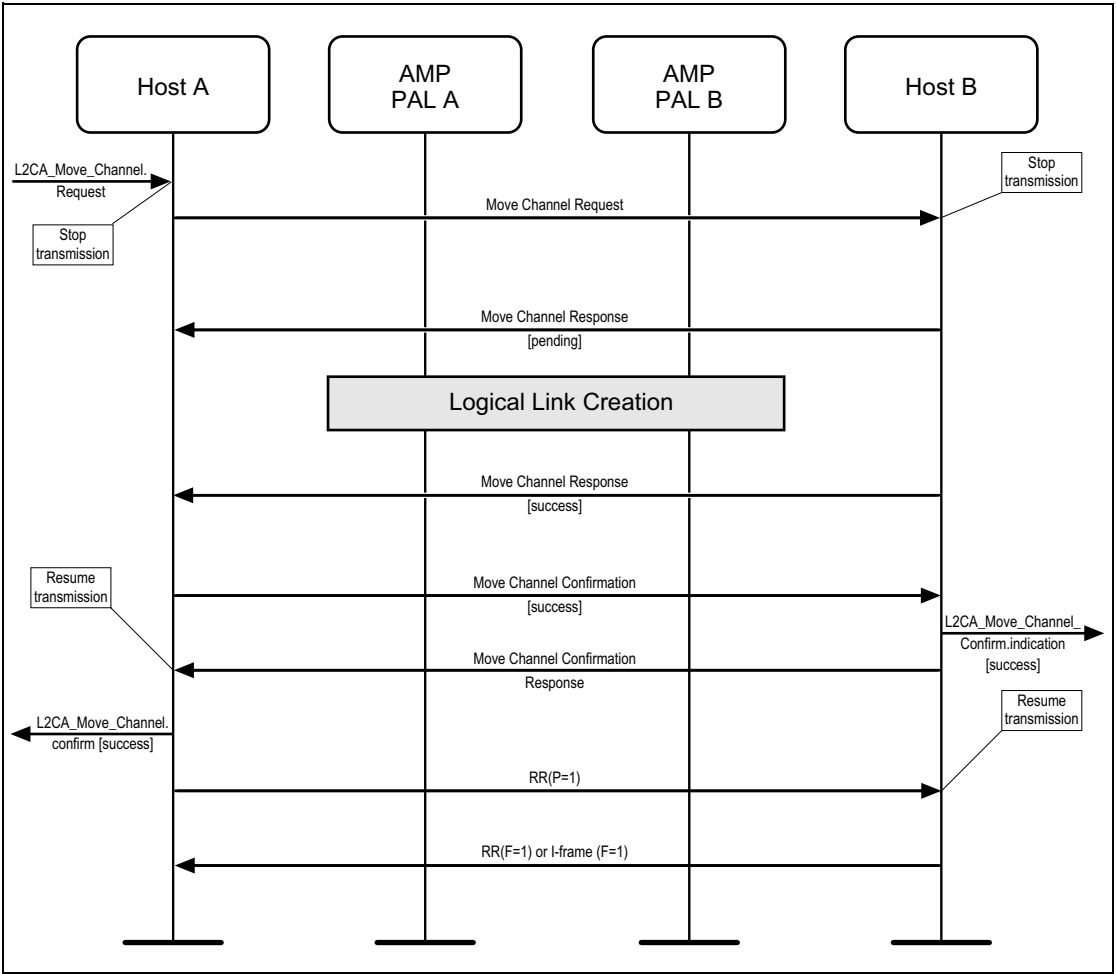 Host A
AMP
PAL A
AMP
PAL B
Host B
L2CA_Move_Channel.
Request
Stop
transmission
Move Channel Request
Stop
transmission
Move Channel Response
[pending]
Logical Link Creation
Move Channel Response
[success]
Resume
transmission
Move Channel Confirmation
[success]
L2CA_Move_Channel_
Confirm.indication
[success]
Move Channel Confirmation
Response
Resume
transmission
L2CA_Move_Channel.
confirm [success]
RR(P=1)
RR(F=1) or I-frame (F=1)